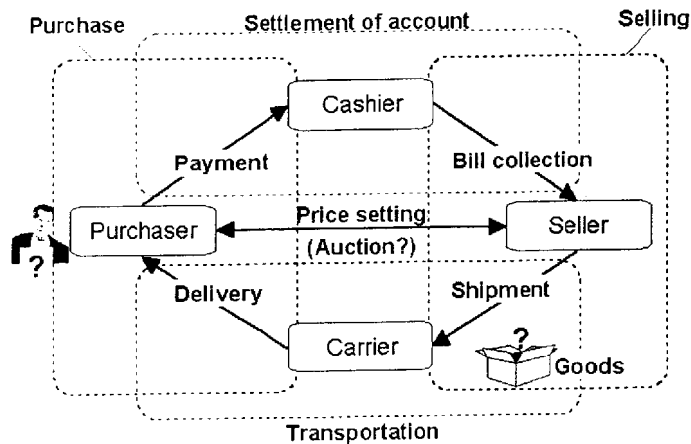 Purchase
Settlement of account
Selling
Cashier
Payment
Bill collection
Purchaser
Price setting
(Auction?)
Seller
?
Delivery
Shipment
Carrier
?
Goods
Transportation